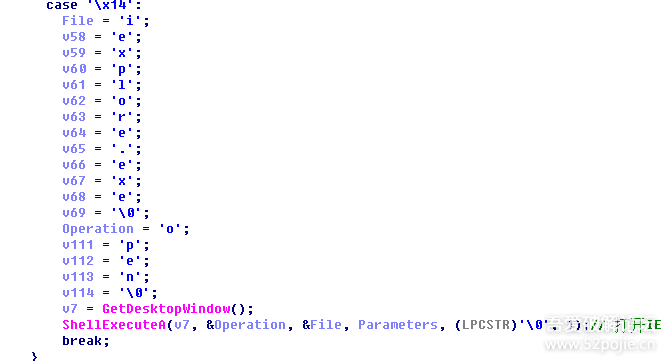 case '\x14':
File = 'i';
v58 = 'e';
v59 = 'x';
v60 = 'p';
v61 = 'l';
v62 = 'o';
v63 = 'r';
v64 = 'e';
v65 = '.';
v66 = 'e';
v67 = 'x';
v68 = 'e';
v69 = '\0';
Operation = 'o';
v111 = 'p';
v112 = 'e';
v113 = 'n';
v114 = '\0';
v7 = GetDesktopWindow();
ShellExecuteA(v7, &Operation, &File, Parameters, (LPCSTR)'\0', );// 打开IE
break;
}
www.52pojie.cn